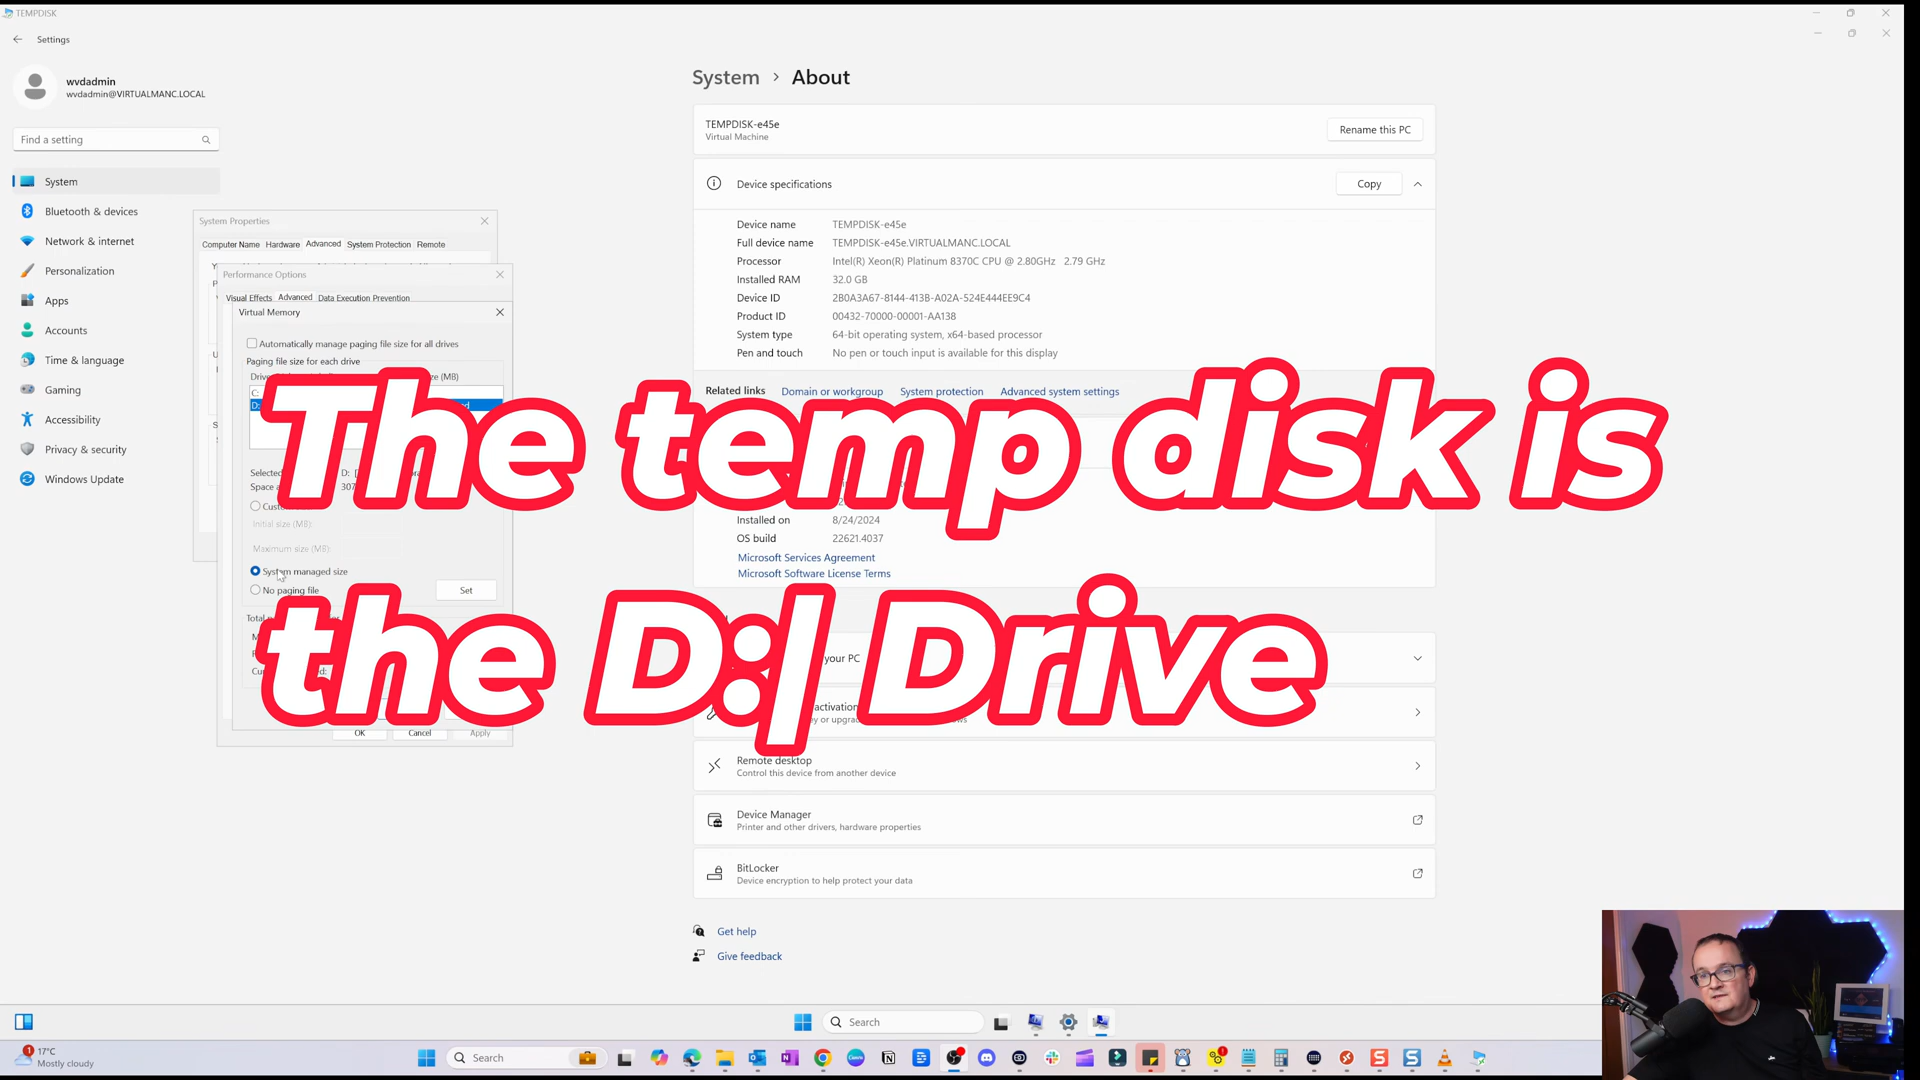 TEMPDISK
Settings
wvdadmin
wvdadmin@VIRTUALMANC.LOCAL
Find a setting
System
Bluetooth & devices
Network & internet
Personalization
Apps
Accounts
Time & language
Gaming
Accessibility
Privacy & security
Windows Update
System Properties
Computer Name Hardware Advanced System Protection Remote
Performance Options
Visual Effects Advanced Data Execution Prevention
Virtual Memory
Automatically manage paging file size for all drives
Paging file size for each drive
(MB)
C:
D:
Selected
D:
Space
307
Initial size (MB):
Maximum size (MB):
System managed size
No paging file
Set
OK Cancel Apply
System > About
TEMPDISK-e45e
Virtual Machine
Rename this PC
Device specifications
Copy
Device name TEMPDISK-e45e
Full device name TEMPDISK-e45e.VIRTUALMANC.LOCAL
Processor Intel(R) Xeon(R) Platinum 8370C CPU @ 2.80GHz 2.79 GHz
Installed RAM 32.0 GB
Device ID 2B0A3A67-8144-413B-A02A-524E444EE9C4
Product ID 00432-70000-00001-AA138
System type 64-bit operating system, x64-based processor
Pen and touch No pen or touch input is available for this display
Related links Domain or workgroup System protection Advanced system settings
The temp disk is
the D:| Drive
Installed on 8/24/2024
OS build 22621.4037
Microsoft Services Agreement
Microsoft Software License Terms
your PC
activation
Remote desktop
Control this device from another device
Device Manager
Printer and other drivers, hardware properties
BitLocker
Device encryption to help protect your data
Get help
Give feedback
Search
1
17°C
Mostly cloudy
Search
1